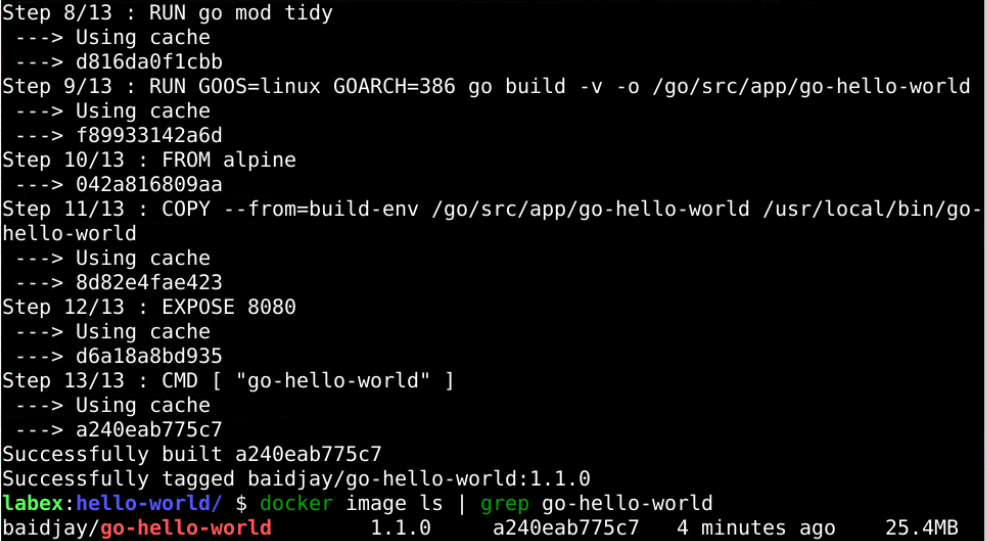 Step 8/13 : RUN go mod tidy
 ---> Using cache
 ---> d816da0f1cbb
Step 9/13 : RUN GOOS=linux GOARCH=386 go build -v -o /go/src/app/go-hello-world
 ---> Using cache
 ---> f89933142a6d
Step 10/13 : FROM alpine
 ---> 042a816809aa
Step 11/13 : COPY --from=build-env /go/src/app/go-hello-world /usr/local/bin/go-
hello-world
 ---> Using cache
 ---> 8d82e4fae423
Step 12/13 : EXPOSE 8080
 ---> Using cache
 ---> d6a18a8bd935
Step 13/13 : CMD [ "go-hello-world" ]
 ---> Using cache
 ---> a240eab775c7
Successfully built a240eab775c7
Successfully tagged baidjay/go-hello-world:1.1.0
labex:hello-world/ $ docker image ls | grep go-hello-world
baidjay/go-hello-world        1.1.0     a240eab775c7   4 minutes ago    25.4MB